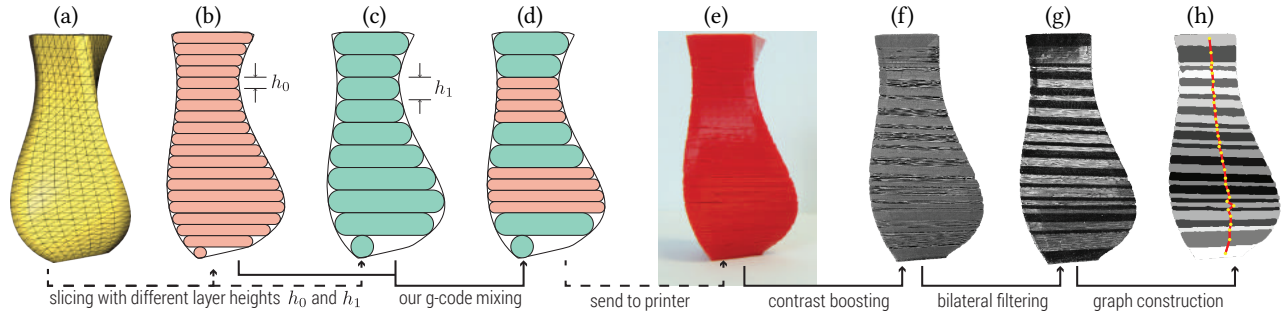 (a) (b) (c) (d) (e) (f) (g) (h)
h₀
h₁
slicing with different layer heights h₀ and h₁
our g-code mixing
send to printer
contrast boosting
bilateral filtering
graph construction